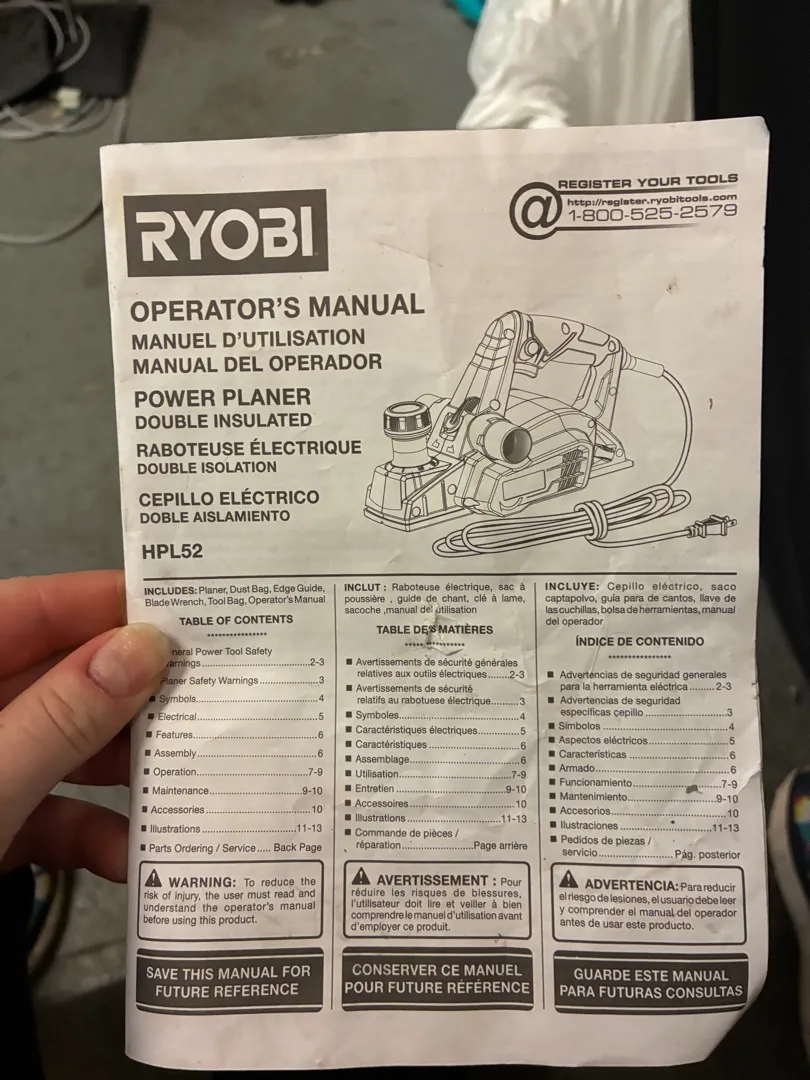 RYOBI
@ REGISTER YOUR TOOLS
http://register.ryobitools.com
1-800-525-2579
OPERATOR'S MANUAL
MANUEL D'UTILISATION
MANUAL DEL OPERADOR
POWER PLANER
DOUBLE INSULATED
RABOTEUSE ÉLECTRIQUE
DOUBLE ISOLATION
CEPILLO ELÉCTRICO
DOBLE AISLAMIENTO
HPL52
INCLUDES: Planer, Dust Bag, Edge Guide,
Blade Wrench, Tool Bag, Operator's Manual
TABLE OF CONTENTS
****************
Power Tool Safety
.....2-3
Planer Safety Warnings.....3
■ Symbols.....4
■ Electrical.....5
■ Features.....6
■ Assembly.....6
■ Operation.....7-9
■ Maintenance.....9-10
■ Accessories.....10
■ Illustrations.....11-13
■ Parts Ordering / Service..... Back Page
WARNING: To reduce the
risk of injury, the user must read and
understand the operator's manual
before using this product.
SAVE THIS MANUAL FOR
FUTURE REFERENCE
INCLUT : Raboteuse électrique, sac à
poussière , guide de chant, clé à lame,
sacoche ,manuel de utilisation
TABLE DES MATIÈRES
****************
■ Avertissements de sécurité générales
relatives aux outils électriques.....2-3
■ Avertissements de sécurité
relatifs au rabotuese électrique.....3
■ Symboles.....4
■ Caractéristiques électriques.....5
■ Caractéristiques.....6
■ Assemblage.....6
■ Utilisation.....7-9
■ Entretien.....9-10
■ Accessoires.....10
■ Illustrations.....11-13
■ Commande de pièces /
réparation.....Page arrière
AVERTISSEMENT : Pour
réduire les risques de blessures,
l'utilisateur doit lire et veiller à bien
comprendre le manuel d'utilisation avant
d'employer ce produit.
CONSERVER CE MANUEL
POUR FUTURE RÉFÉRENCE
INCLUYE: Cepillo eléctrico, saco
captapolvo, guía para de cantos, llave de
las cuchillas, bolsa de herramientas, manual
del operador
ÍNDICE DE CONTENIDO
****************
■ Advertencias de seguridad generales
para la herramienta eléctrica.....2-3
■ Advertencias de seguridad
específicas cepillo.....3
■ Símbolos.....4
■ Aspectos eléctricos.....5
■ Características.....6
■ Armado.....6
■ Funcionamiento.....7-9
■ Mantenimiento.....9-10
■ Accesorios.....10
■ Ilustraciones.....11-13
■ Pedidos de piezas /
servicio.....Pág. posterior
ADVERTENCIA: Para reducir
el riesgo de lesiones, el usuario debe leer
y comprender el manual del operador
antes de usar este producto.
GUARDE ESTE MANUAL
PARA FUTURAS CONSULTAS